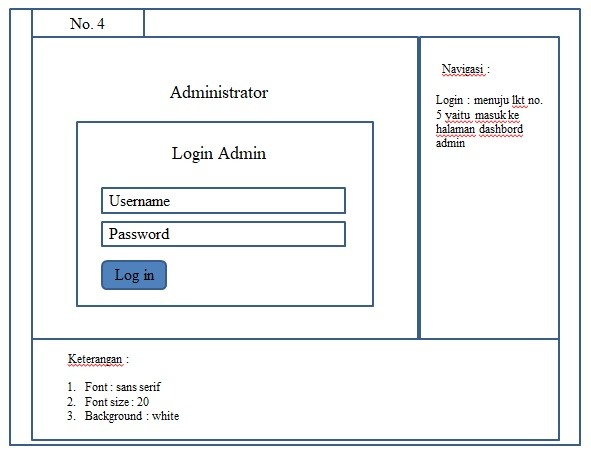 No. 4
Administrator
Login Admin
Username
Password
Log in
Navigasi :
Login : menuju lkt no.
5 yaitu masuk ke
halaman dashbord
admin
Keterangan :
1. Font : sans serif
2. Font size : 20
3. Background : white